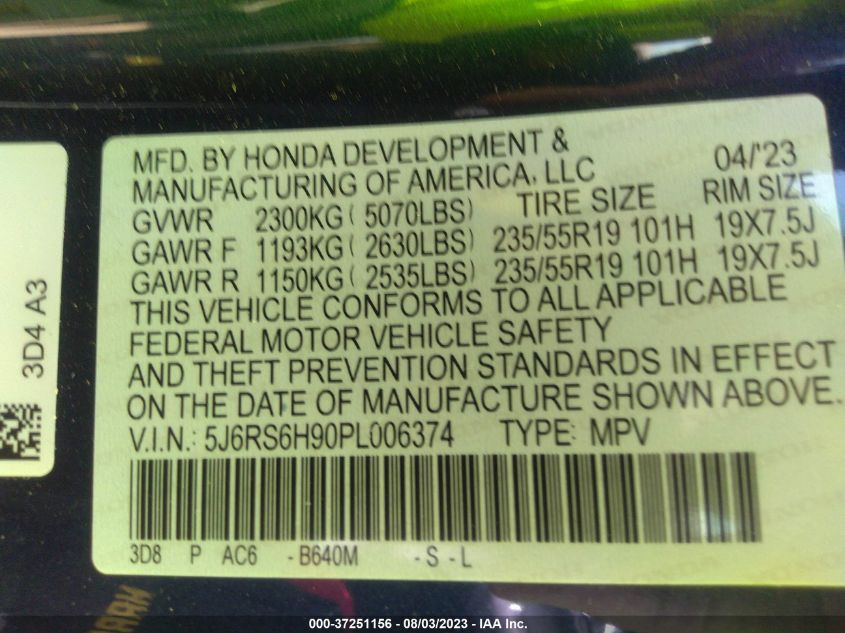 MFD. BY HONDA DEVELOPMENT &
MANUFACTURING OF AMERICA, LLC 04/'23
GVWR 2300KG ( 5070LBS) TIRE SIZE RIM SIZE
GAWR F 1193KG ( 2630LBS) 235/55R19 101H 19X7.5J
GAWR R 1150KG ( 2535LBS) 235/55R19 101H 19X7.5J
THIS VEHICLE CONFORMS TO ALL APPLICABLE
FEDERAL MOTOR VEHICLE SAFETY
AND THEFT PREVENTION STANDARDS IN EFFECT
ON THE DATE OF MANUFACTURE SHOWN ABOVE.
V.I.N.: 5J6RS6H90PL006374 TYPE: MPV
3D8 P AC6 -B640M -S-L
3D4 A3
000-37251156 - 08/03/2023 - IAA Inc.